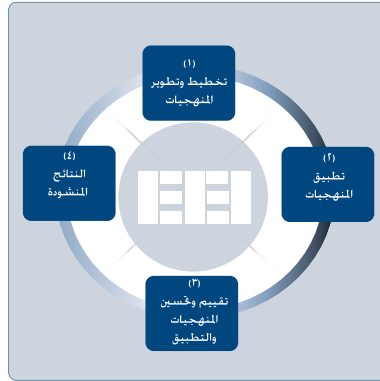 (١)
تخطيط وتطوير
المنهجيات
(٢)
تطبيق
المنهجيات
(٣)
تقييم وتحسين
المنهجيات
والتطبيق
(٤)
النتائج
المنشودة